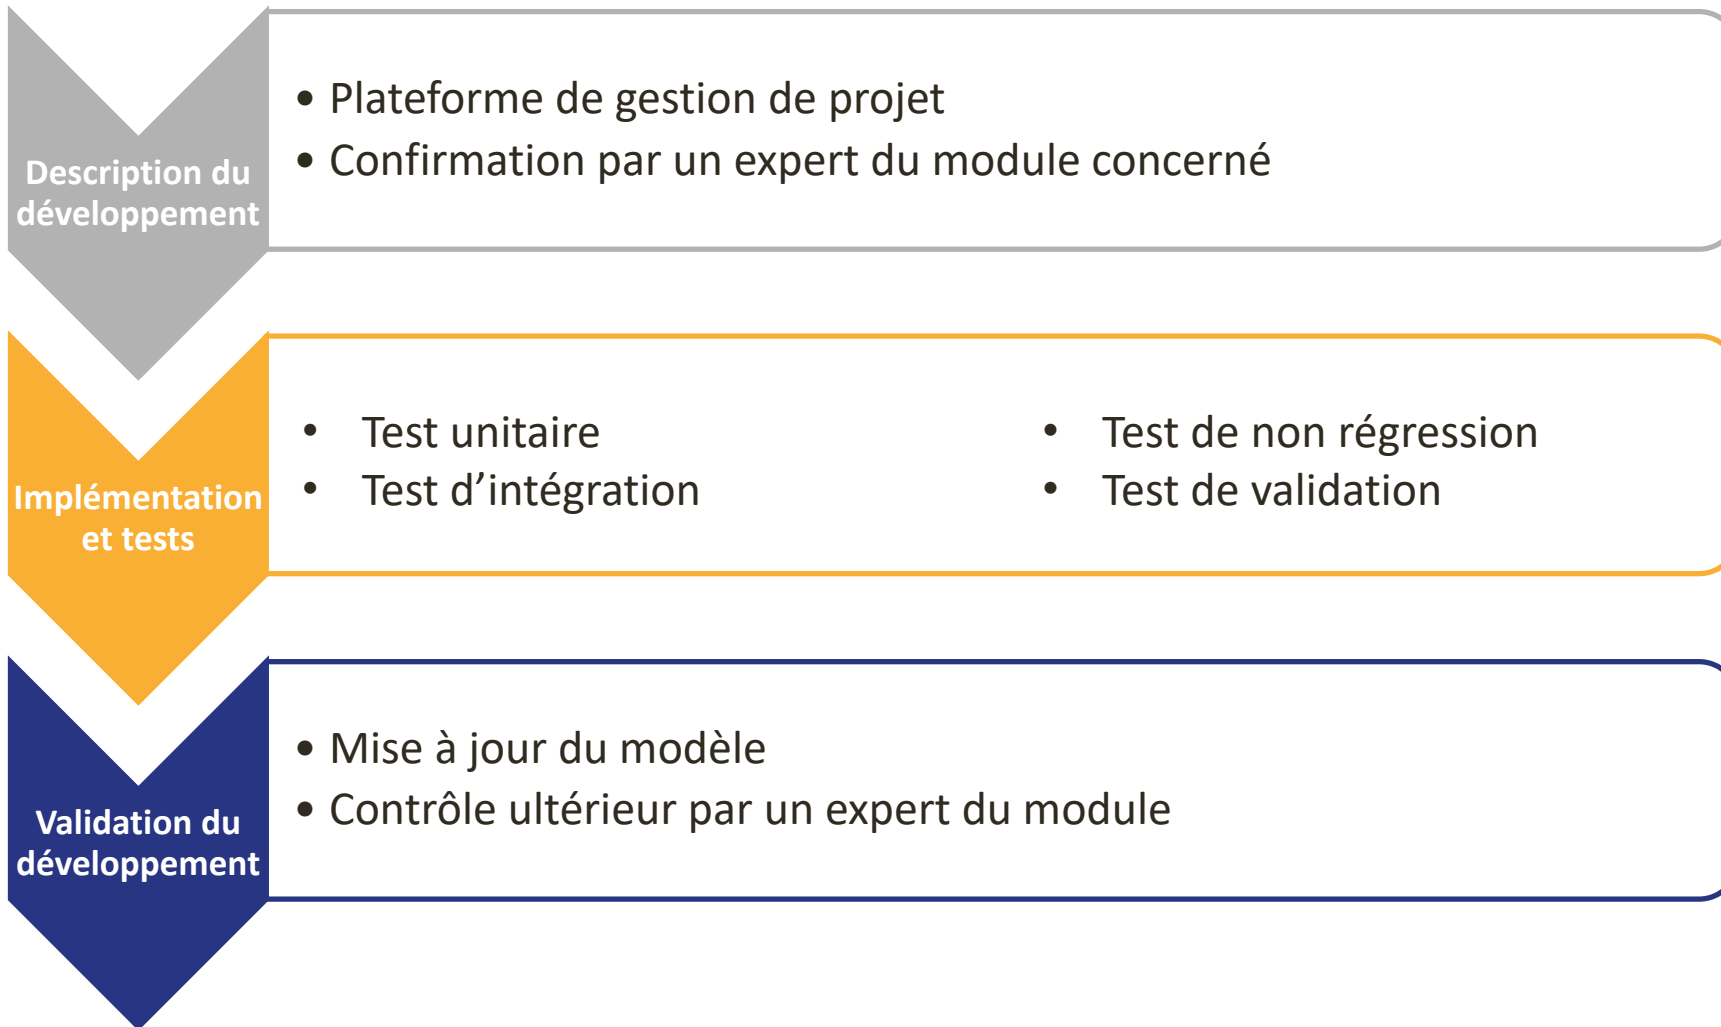 Description du
développement
• Plateforme de gestion de projet
• Confirmation par un expert du module concerné
Implémentation
et tests
• Test unitaire
• Test d’intégration
• Test de non régression
• Test de validation
Validation du
développement
• Mise à jour du modèle
• Contrôle ultérieur par un expert du module